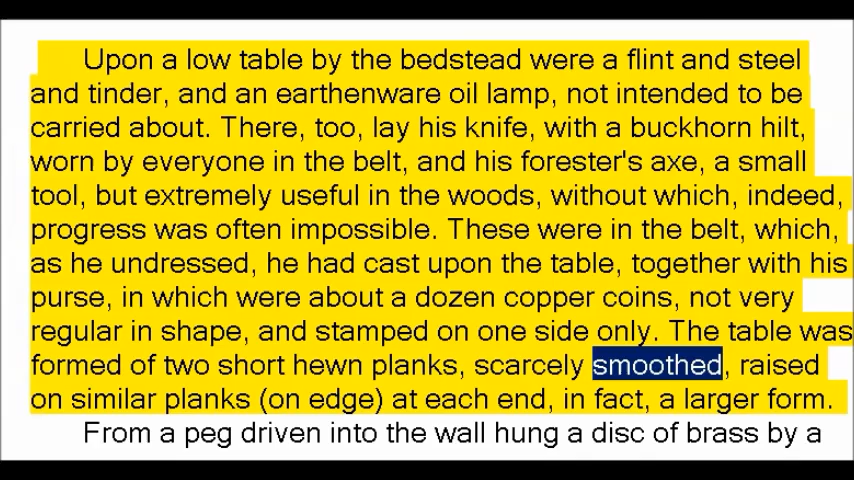 Upon a low table by the bedstead were a flint and steel
and tinder, and an earthenware oil lamp, not intended to be
carried about. There, too, lay his knife, with a buckhorn hilt,
worn by everyone in the belt, and his forester's axe, a small
tool, but extremely useful in the woods, without which, indeed,
progress was often impossible. These were in the belt, which,
as he undressed, he had cast upon the table, together with his
purse, in which were about a dozen copper coins, not very
regular in shape, and stamped on one side only. The table was
formed of two short hewn planks, scarcely smoothed, raised
on similar planks (on edge) at each end, in fact, a larger form.
From a peg driven into the wall hung a disc of brass by a